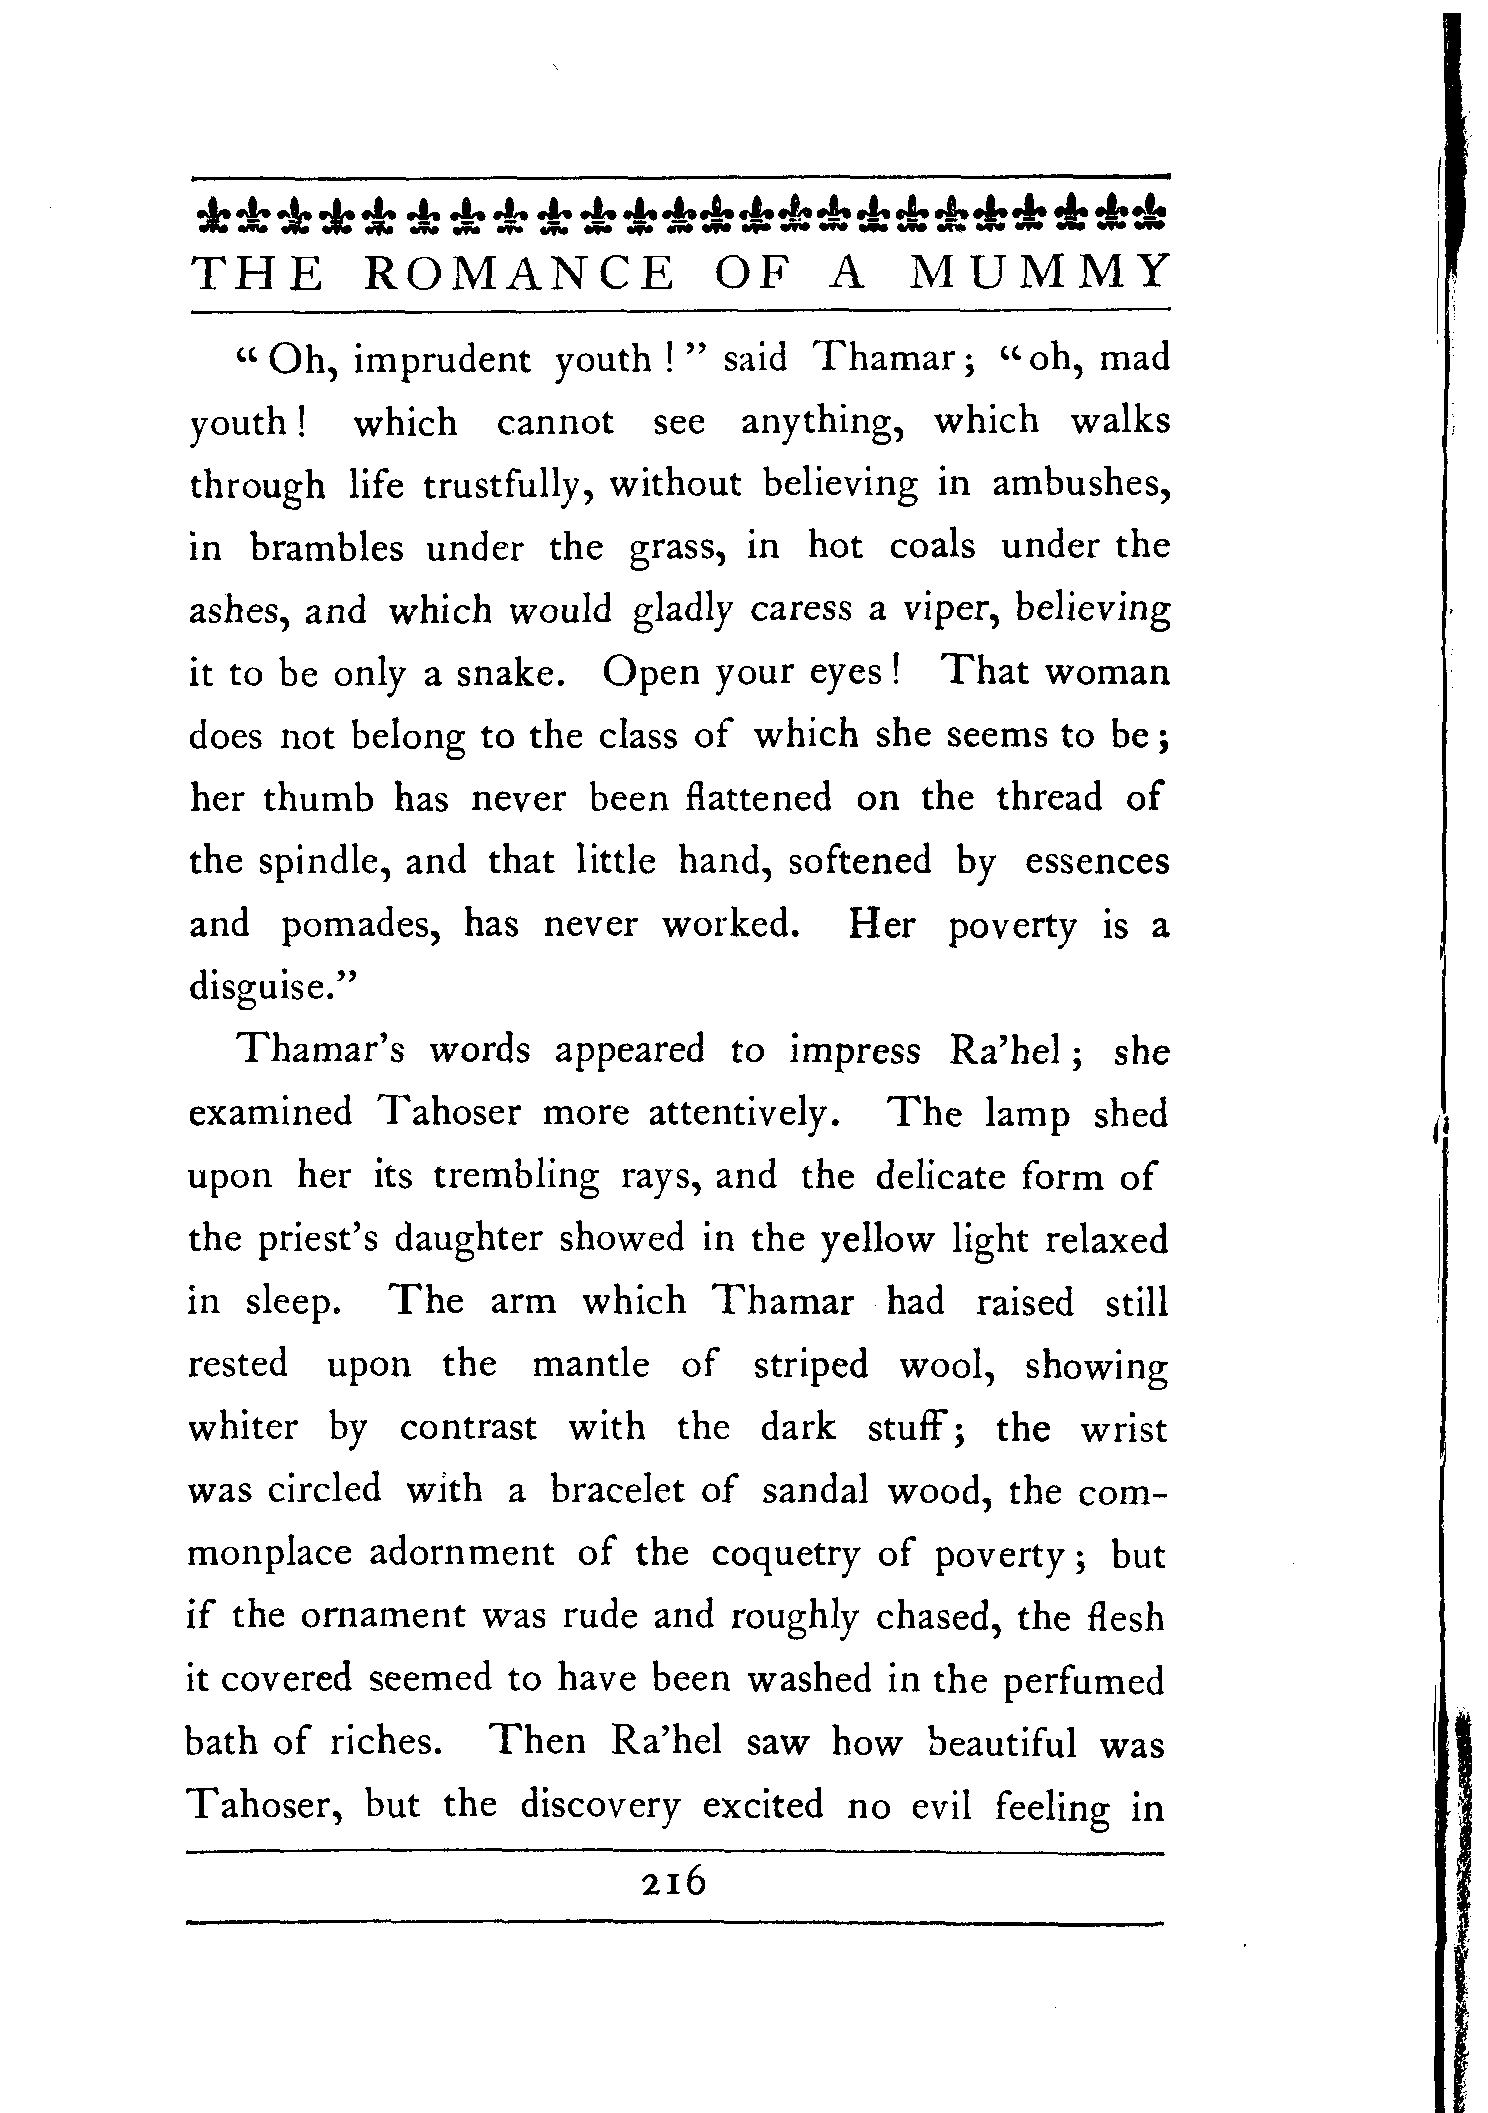 THE ROMANCE OF A MUMMY
“Oh, imprudent youth!” said Thamar; “oh, mad
youth! which cannot see anything, which walks
through life trustfully, without believing in ambushes,
in brambles under the grass, in hot coals under the
ashes, and which would gladly caress a viper, believing
it to be only a snake. Open your eyes! That woman
does not belong to the class of which she seems to be;
her thumb has never been flattened on the thread of
the spindle, and that little hand, softened by essences
and pomades, has never worked. Her poverty is a
disguise.”
Thamar’s words appeared to impress Ra’hel; she
examined Tahoser more attentively. The lamp shed
upon her its trembling rays, and the delicate form of
the priest’s daughter showed in the yellow light relaxed
in sleep. The arm which Thamar had raised still
rested upon the mantle of striped wool, showing
whiter by contrast with the dark stuff; the wrist
was circled with a bracelet of sandal wood, the com-
monplace adornment of the coquetry of poverty; but
if the ornament was rude and roughly chased, the flesh
it covered seemed to have been washed in the perfumed
bath of riches. Then Ra’hel saw how beautiful was
Tahoser, but the discovery excited no evil feeling in
216